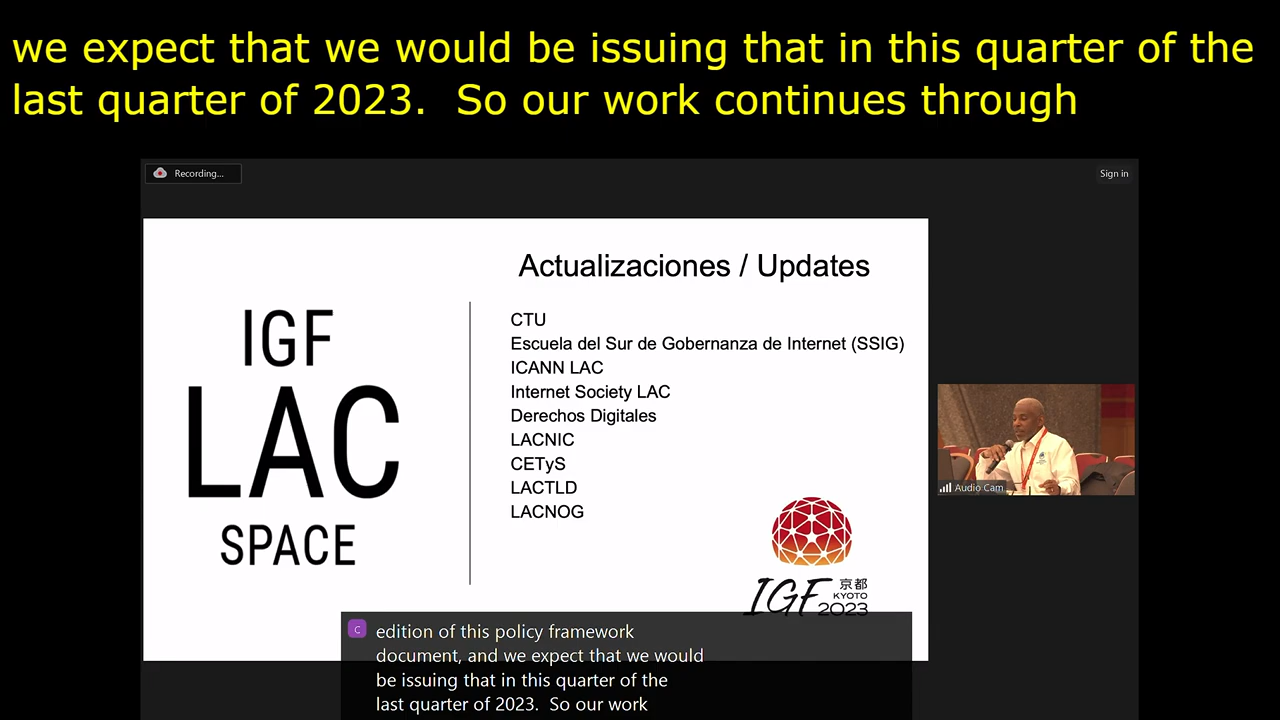 we expect that we would be issuing that in this quarter of the
last quarter of 2023.  So our work continues through
Recording...
Sign in
Actualizaciones / Updates
IGF
LAC
SPACE
CTU
Escuela del Sur de Gobernanza de Internet (SSIG)
ICANN LAC
Internet Society LAC
Derechos Digitales
LACNIC
CETyS
LACTLD
LACNOG
Audio Cam
IGF 京都
KYOTO
2023
C
edition of this policy framework
document, and we expect that we would
be issuing that in this quarter of the
last quarter of 2023.  So our work